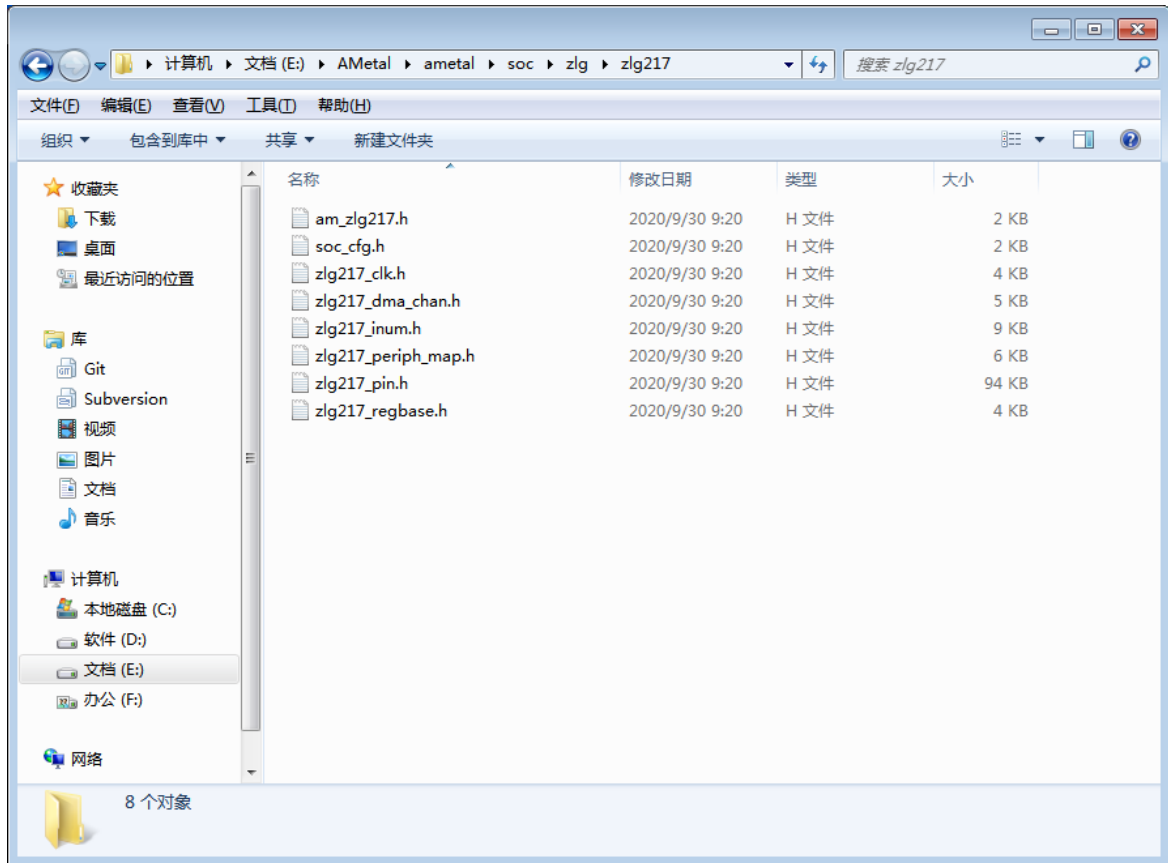 计算机 ▸ 文档 (E:) ▸ AMetal ▸ ametal ▸ soc ▸ zlg ▸ zlg217
搜索 zlg217
文件(F) 编辑(E) 查看(V) 工具(T) 帮助(H)
组织 包含到库中 共享 新建文件夹
收藏夹
下载
桌面
最近访问的位置
库
Git
Subversion
视频
图片
文档
音乐
计算机
本地磁盘 (C:)
软件 (D:)
文档 (E:)
办公 (F:)
网络
名称 修改日期 类型 大小
am_zlg217.h 2020/9/30 9:20 H 文件 2 KB
soc_cfg.h 2020/9/30 9:20 H 文件 2 KB
zlg217_clk.h 2020/9/30 9:20 H 文件 4 KB
zlg217_dma_chan.h 2020/9/30 9:20 H 文件 5 KB
zlg217_inum.h 2020/9/30 9:20 H 文件 9 KB
zlg217_periph_map.h 2020/9/30 9:20 H 文件 6 KB
zlg217_pin.h 2020/9/30 9:20 H 文件 94 KB
zlg217_regbase.h 2020/9/30 9:20 H 文件 4 KB
8 个对象